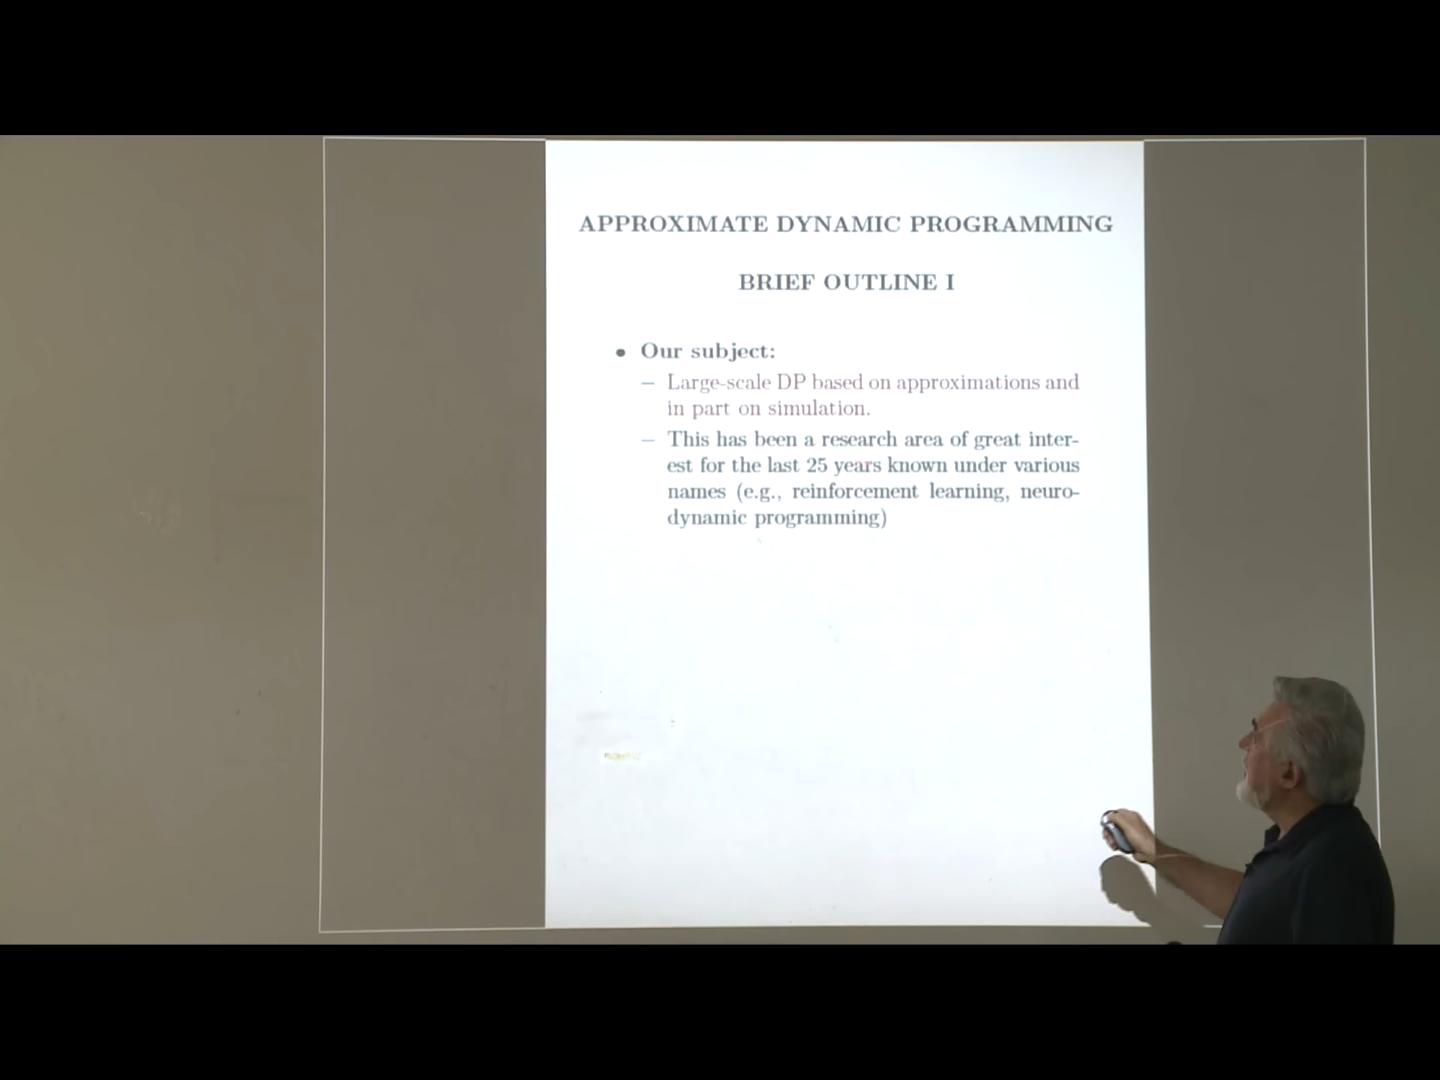 APPROXIMATE DYNAMIC PROGRAMMING
BRIEF OUTLINE I
• Our subject:
– Large-scale DP based on approximations and
in part on simulation.
– This has been a research area of great inter-
est for the last 25 years known under various
names (e.g., reinforcement learning, neuro-
dynamic programming)